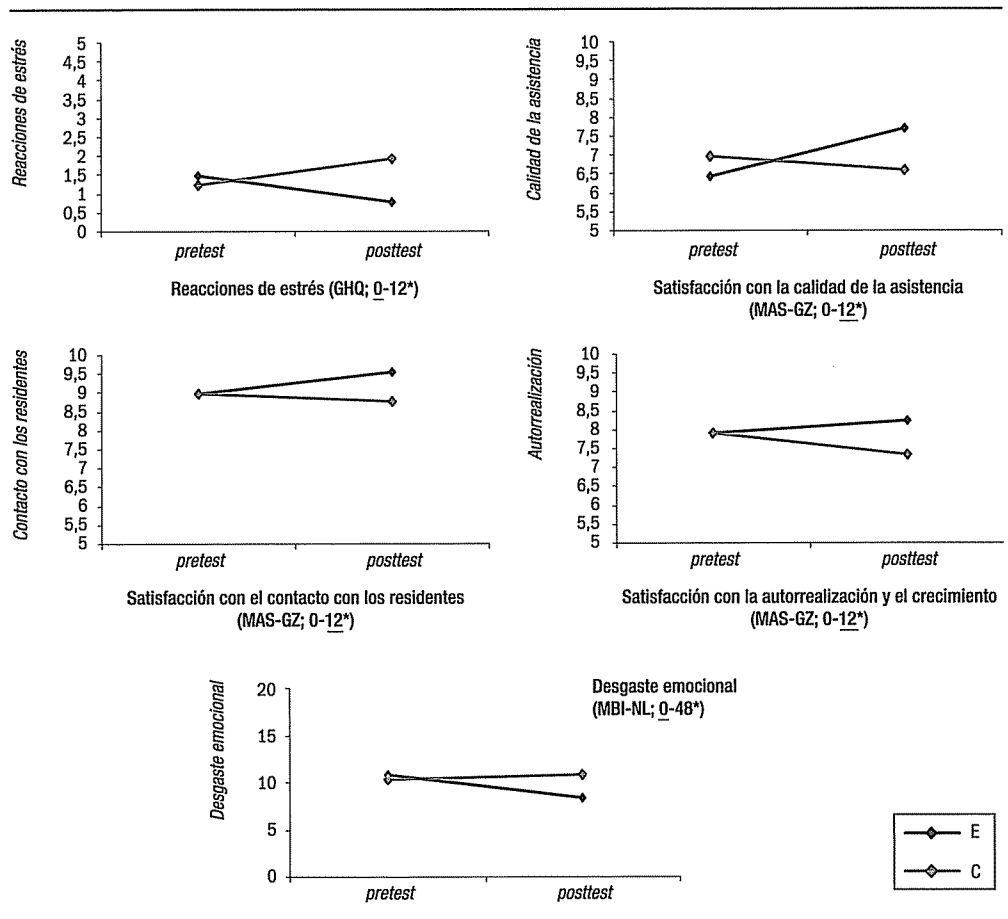 Reacciones de estrés
5
4,5
4
3,5
3
2,5
2
1,5
1
0,5
0
pretest posttest
Reacciones de estrés (GHQ; 0-12*)
Calidad de la asistencia
10
9,5
9
8,5
8
7,5
7
6,5
6
5,5
5
pretest posttest
Satisfacción con la calidad de la asistencia
(MAS-GZ; 0-12*)
Contacto con los residentes
10
9,5
9
8,5
8
7,5
7
6,5
6
5,5
5
pretest posttest
Satisfacción con el contacto con los residentes
(MAS-GZ; 0-12*)
Autorrealización
10
9,5
9
8,5
8
7,5
7
6,5
6
5,5
5
pretest posttest
Satisfacción con la autorrealización y el crecimiento
(MAS-GZ; 0-12*)
Desgaste emocional
20
15
10
5
0
pretest posttest
Desgaste emocional
(MBI-NL; 0-48*)
E
C